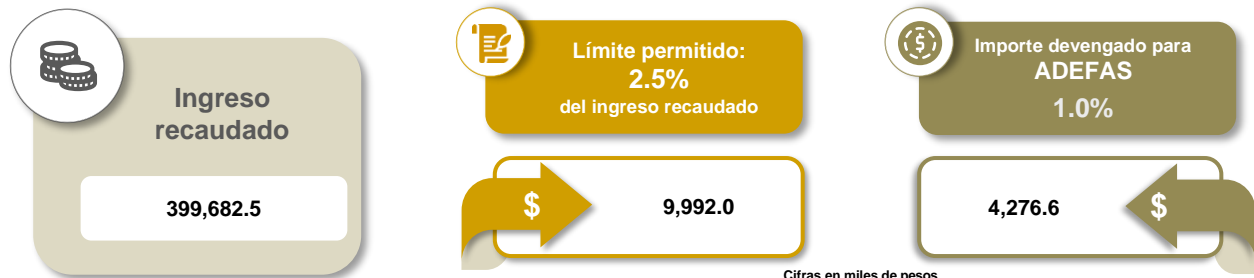 Ingreso
recaudado
399,682.5
Límite permitido:
2.5%
del ingreso recaudado
$
9,992.0
Importe devengado para
ADEFAS
1.0%
4,276.6
$
Cifras en miles de pesos